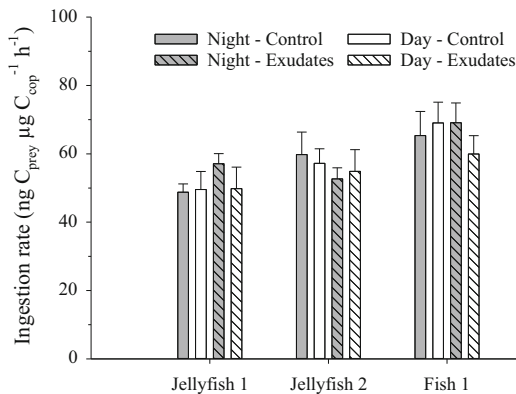 Night - Control Day - Control
Night - Exudates Day - Exudates
Ingestion rate (ng C_prey µg C_cop⁻¹ h⁻¹)
100
80
60
40
20
0
Jellyfish 1 Jellyfish 2 Fish 1